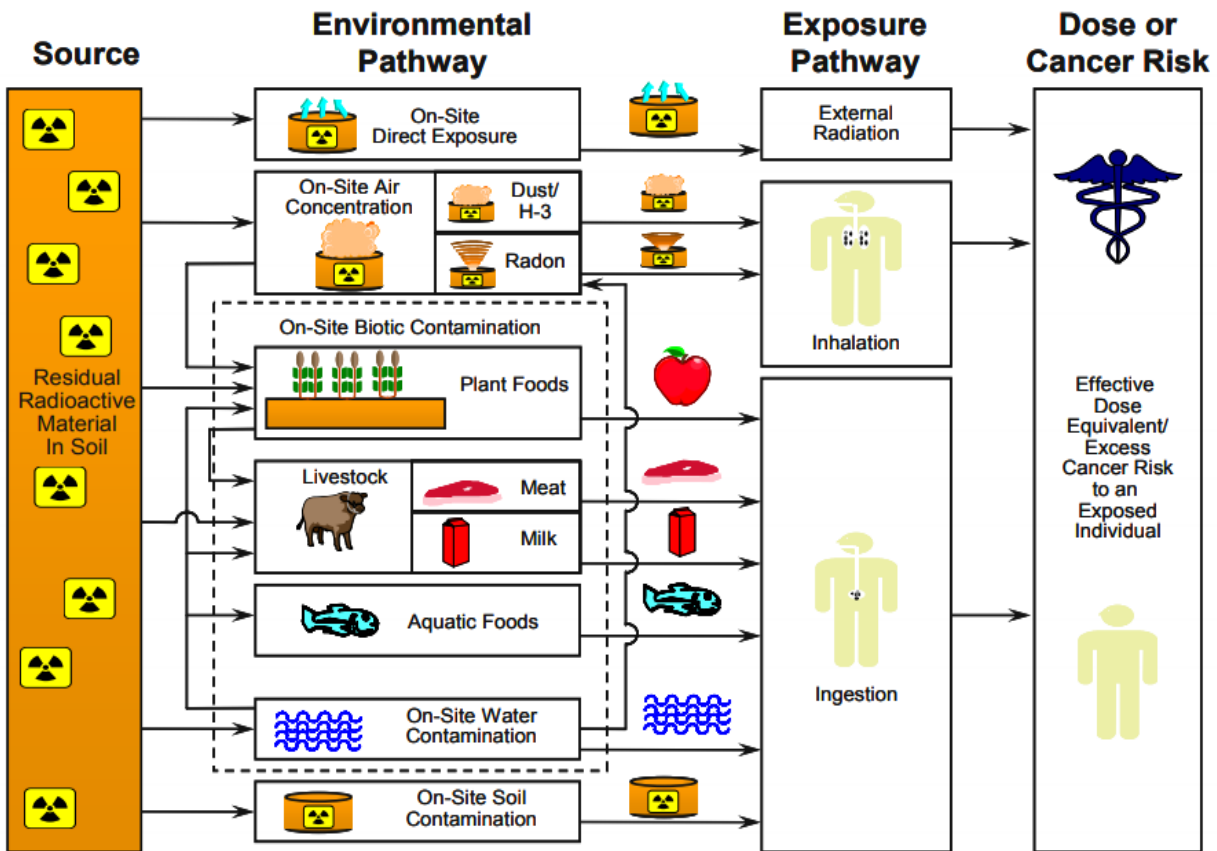 Source
Environmental
Pathway
Exposure
Pathway
Dose or
Cancer Risk
Residual
Radioactive
Material
In Soil
On-Site
Direct Exposure
On-Site Air
Concentration
Dust/
H-3
Radon
On-Site Biotic Contamination
Plant Foods
Livestock
Meat
Milk
Aquatic Foods
On-Site Water
Contamination
On-Site Soil
Contamination
External
Radiation
Inhalation
Ingestion
Effective
Dose
Equivalent/
Excess
Cancer Risk
to an
Exposed
Individual